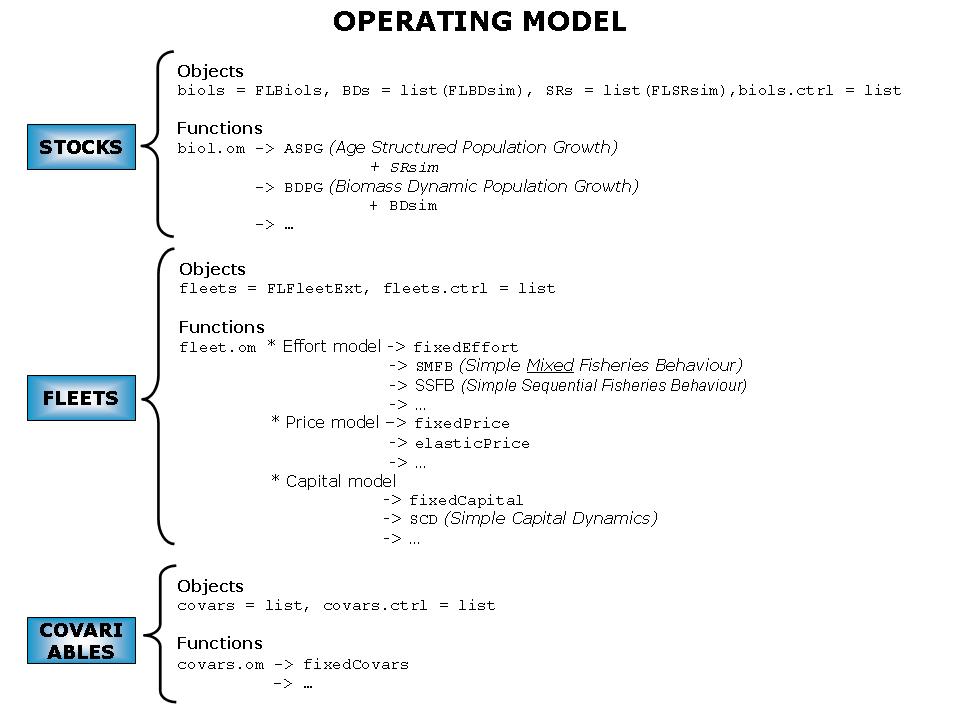 OPERATING MODEL
STOCKS
Objects
biols = FLBiols, BDs = list(FLBDsim), SRs = list(FLSRsim),biols.ctrl = list
Functions
biol.om -> ASPG (Age Structured Population Growth)
+ SRsim
-> BDPG (Biomass Dynamic Population Growth)
+ BDsim
-> …
FLEETS
Objects
fleets = FLFleetExt, fleets.ctrl = list
Functions
fleet.om * Effort model -> fixedEffort
-> SMFB (Simple Mixed Fisheries Behaviour)
-> SSFB (Simple Sequential Fisheries Behaviour)
-> …
* Price model –> fixedPrice
-> elasticPrice
-> …
* Capital model
-> fixedCapital
-> SCD (Simple Capital Dynamics)
-> …
COVARI
ABLES
Objects
covars = list, covars.ctrl = list
Functions
covars.om -> fixedCovars
-> …